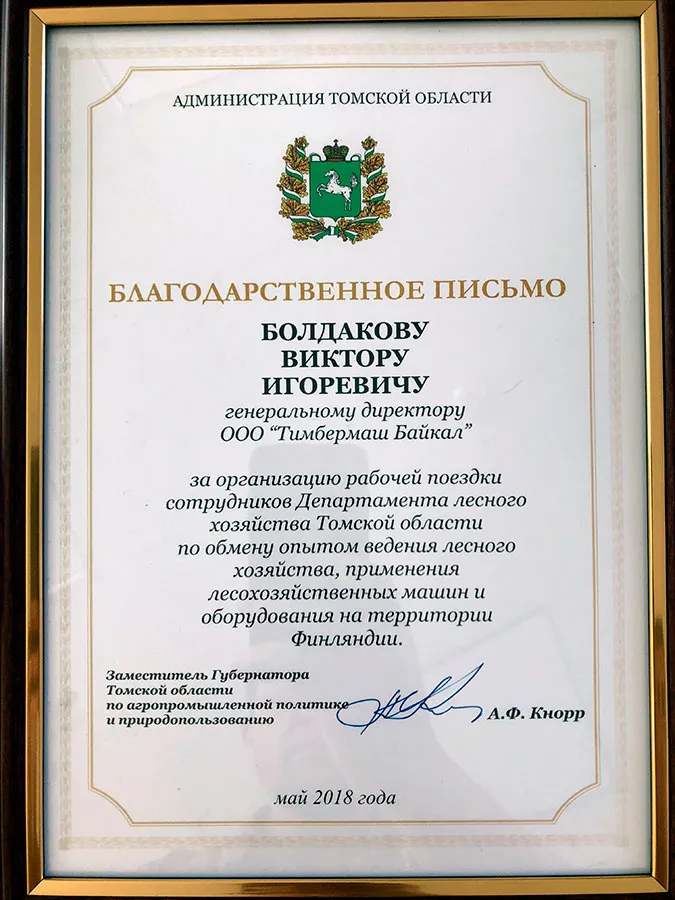 АДМИНИСТРАЦИЯ ТОМСКОЙ ОБЛАСТИ
БЛАГОДАРСТВЕННОЕ ПИСЬМО
БОЛДАКОВУ
ВИКТОРУ
ИГОРЕВИЧУ
генеральному директору
ООО “Тимбермаш Байкал”
за организацию рабочей поездки
сотрудников Департамента лесного
хозяйства Томской области
по обмену опытом ведения лесного
хозяйства, применения
лесохозяйственных машин и
оборудования на территории
Финляндии.
Заместитель Губернатора
Томской области
по агропромышленной политике
и природопользованию
А.Ф. Кнорр
май 2018 года